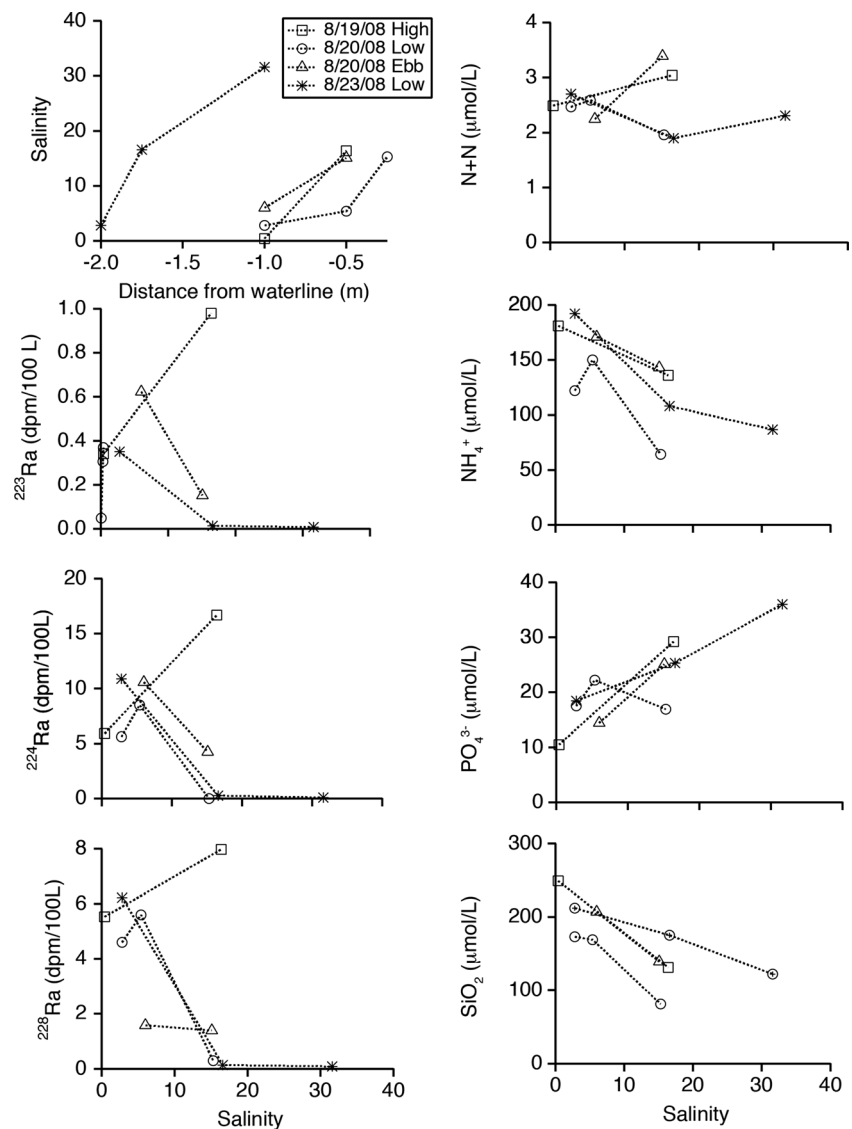 40
30
20
10
0
Salinity
8/19/08 High
8/20/08 Low
8/20/08 Ebb
8/23/08 Low
-2.0 -1.5 -1.0 -0.5
Distance from waterline (m)
4
3
2
1
0
N+N (μmol/L)
1.0
0.8
0.6
0.4
0.2
0.0
²²³Ra (dpm/100 L)
200
150
100
50
0
NH₄⁺ (μmol/L)
20
15
10
5
0
²²⁴Ra (dpm/100L)
40
30
20
10
0
PO₄³⁻ (μmol/L)
8
6
4
2
0
²²⁸Ra (dpm/100L)
0 10 20 30 40
Salinity
300
200
100
0
SiO₂ (μmol/L)
0 10 20 30 40
Salinity